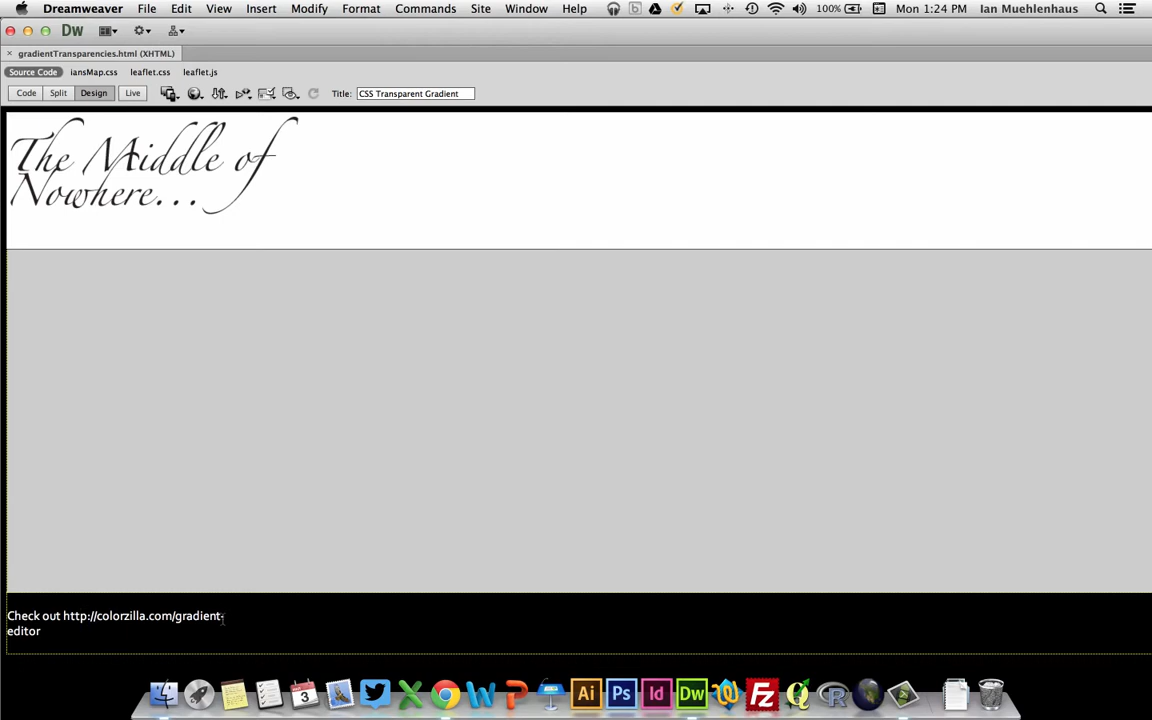 Dreamweaver File Edit View Insert Modify Format Commands Site Window Help 100% Mon 1:24 PM Ian Muehlenhaus
Dw
× gradientTransparencies.html (XHTML)
Source Code iansMap.css leaflet.css leaflet.js
Code Split Design Live Title: CSS Transparent Gradient
The Middle of
Nowhere...
Check out http://colorzilla.com/gradient-
editor
3 Ai Ps Id Dw Fz R